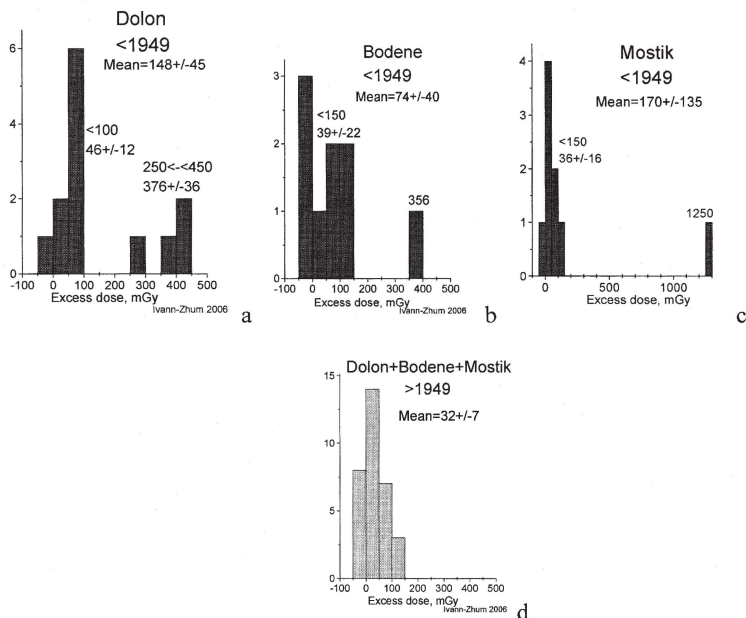 Dolon
<1949
Mean=148+/-45
<100
46+/-12
250<-<450
376+/-36
6
4
2
0
-100 0 100 200 300 400 500
Excess dose, mGy
Ivann-Zhum 2006
a
Bodene
<1949
Mean=74+/-40
<150
39+/-22
356
3
2
1
0
-100 0 100 200 300 400 500
Excess dose, mGy
Ivann-Zhum 2006
b
Mostik
<1949
Mean=170+/-135
<150
36+/-16
1250
4
3
2
1
0
0 500 1000
Excess dose, mGy
c
Dolon+Bodene+Mostik
>1949
Mean=32+/-7
15
10
5
0
-100 0 100 200 300 400 500
Excess dose, mGy
Ivann-Zhum 2006
d